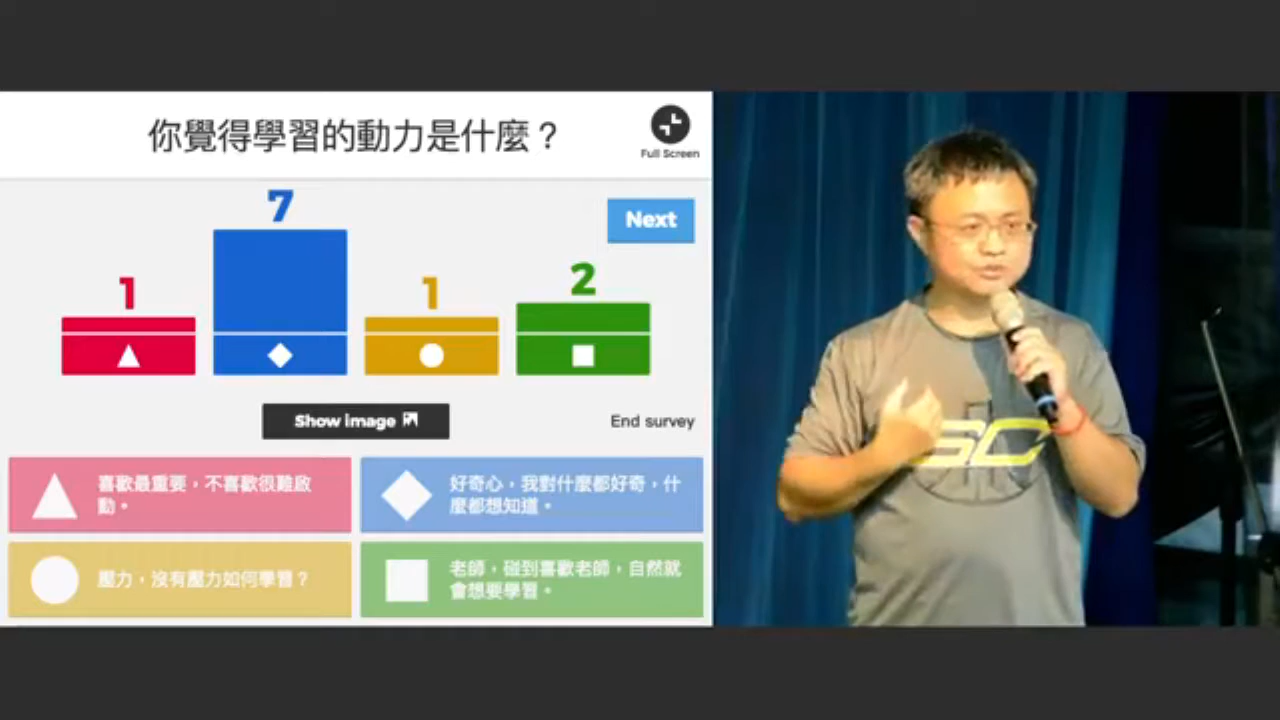 你覺得學習的動力是什麼？
Full Screen
7
Next
1
1
2
Show image
End survey
喜歡最重要，不喜歡很難啟
動。
好奇心，我對什麼都好奇，什
麼都想知道。
壓力，沒有壓力如何學習？
老師，碰到喜歡老師，自然就
會想要學習。
SC